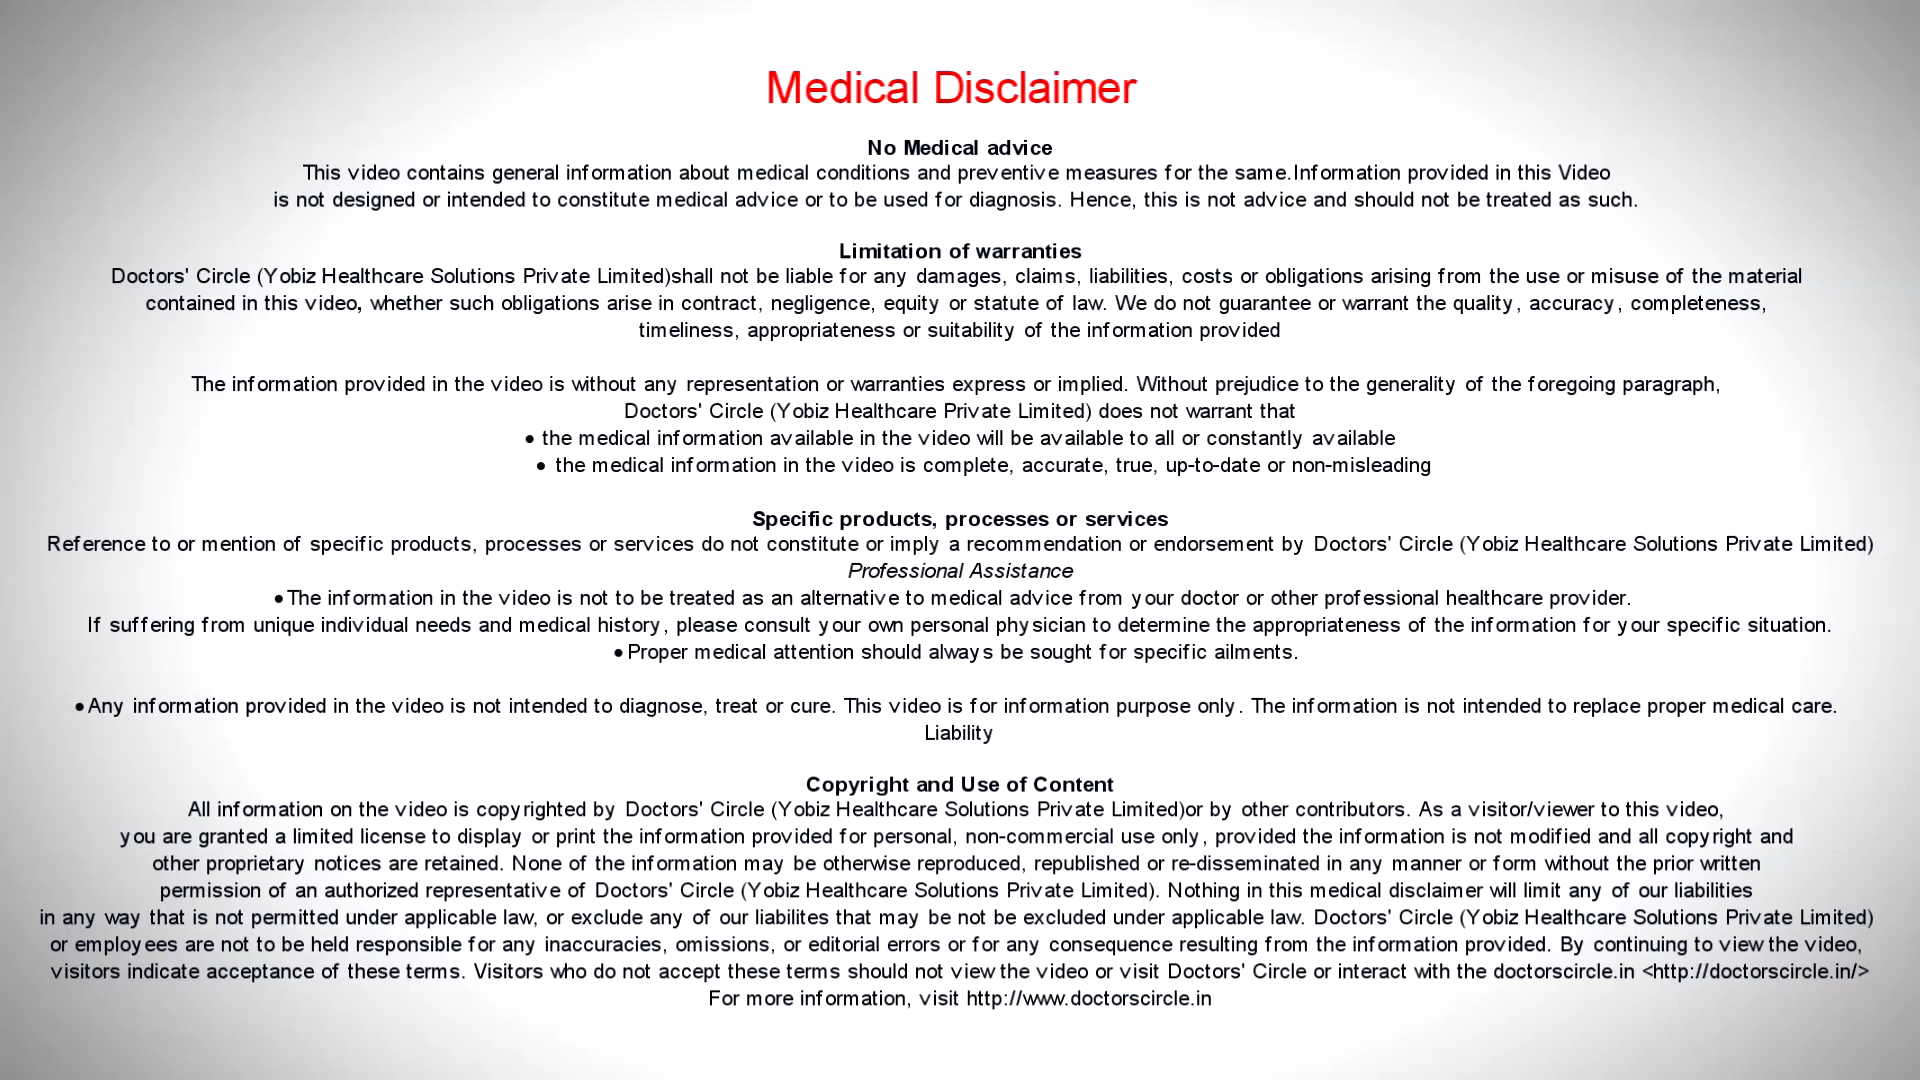 Medical Disclaimer
No Medical advice
This video contains general information about medical conditions and preventive measures for the same.Information provided in this Video
is not designed or intended to constitute medical advice or to be used for diagnosis. Hence, this is not advice and should not be treated as such.
Limitation of warranties
Doctors' Circle (Yobiz Healthcare Solutions Private Limited)shall not be liable for any damages, claims, liabilities, costs or obligations arising from the use or misuse of the material
contained in this video, whether such obligations arise in contract, negligence, equity or statute of law. We do not guarantee or warrant the quality, accuracy, completeness,
timeliness, appropriateness or suitability of the information provided
The information provided in the video is without any representation or warranties express or implied. Without prejudice to the generality of the foregoing paragraph,
Doctors' Circle (Yobiz Healthcare Private Limited) does not warrant that
• the medical information available in the video will be available to all or constantly available
• the medical information in the video is complete, accurate, true, up-to-date or non-misleading
Specific products, processes or services
Reference to or mention of specific products, processes or services do not constitute or imply a recommendation or endorsement by Doctors' Circle (Yobiz Healthcare Solutions Private Limited)
Professional Assistance
•The information in the video is not to be treated as an alternative to medical advice from your doctor or other professional healthcare provider.
If suffering from unique individual needs and medical history, please consult your own personal physician to determine the appropriateness of the information for your specific situation.
•Proper medical attention should always be sought for specific ailments.
•Any information provided in the video is not intended to diagnose, treat or cure. This video is for information purpose only. The information is not intended to replace proper medical care.
Liability
Copyright and Use of Content
All information on the video is copyrighted by Doctors' Circle (Yobiz Healthcare Solutions Private Limited)or by other contributors. As a visitor/viewer to this video,
you are granted a limited license to display or print the information provided for personal, non-commercial use only, provided the information is not modified and all copyright and
other proprietary notices are retained. None of the information may be otherwise reproduced, republished or re-disseminated in any manner or form without the prior written
permission of an authorized representative of Doctors' Circle (Yobiz Healthcare Solutions Private Limited). Nothing in this medical disclaimer will limit any of our liabilities
in any way that is not permitted under applicable law, or exclude any of our liabilites that may be not be excluded under applicable law. Doctors' Circle (Yobiz Healthcare Solutions Private Limited)
or employees are not to be held responsible for any inaccuracies, omissions, or editorial errors or for any consequence resulting from the information provided. By continuing to view the video,
visitors indicate acceptance of these terms. Visitors who do not accept these terms should not view the video or visit Doctors' Circle or interact with the doctorscircle.in <http://doctorscircle.in/>
For more information, visit http://www.doctorscircle.in